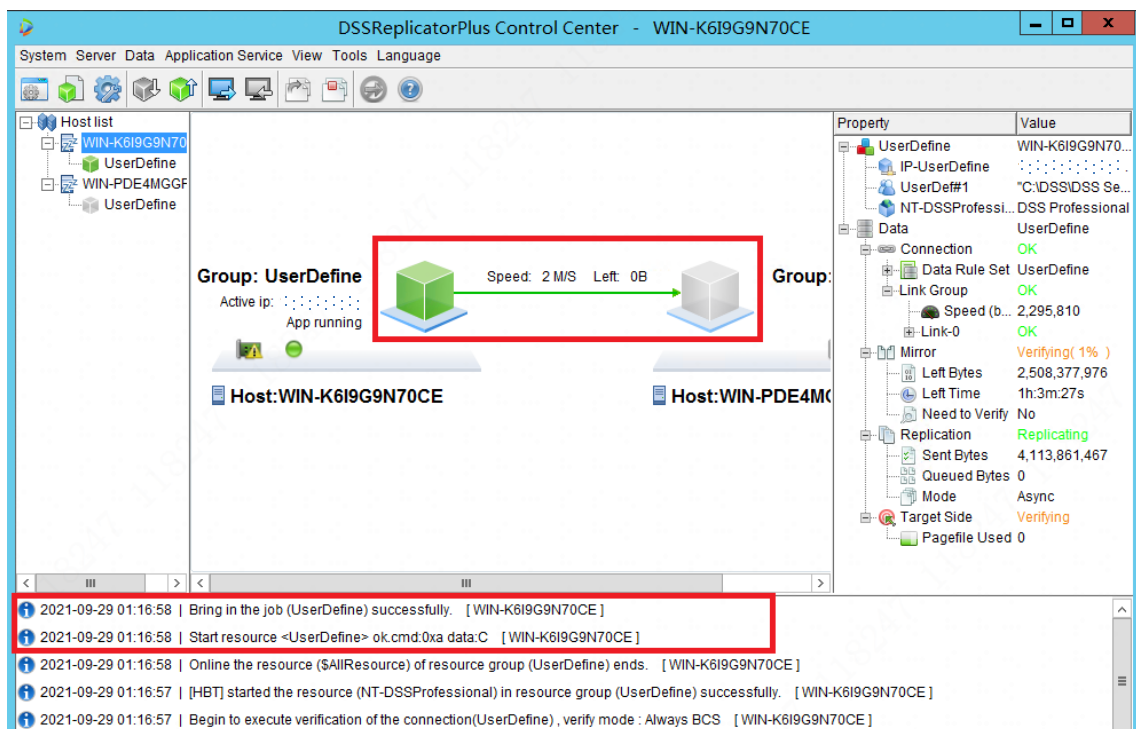 DSSReplicatorPlus Control Center - WIN-K6I9G9N70CE
System Server Data Application Service View Tools Language
Host list
WIN-K6I9G9N70
UserDefine
WIN-PDE4MGGF
UserDefine
Group: UserDefine
Active ip:
App running
Speed: 2 M/S Left: 0B
Group:
Host:WIN-K6I9G9N70CE
Host:WIN-PDE4M
Property Value
UserDefine WIN-K6I9G9N70...
IP-UserDefine
UserDef#1 "C:\DSS\DSS Se...
NT-DSSProfessi... DSS Professional
Data UserDefine
Connection OK
Data Rule Set UserDefine
Link Group OK
Speed (b... 2,295,810
Link-0 OK
Mirror Verifying( 1% )
Left Bytes 2,508,377,976
Left Time 1h:3m:27s
Need to Verify No
Replication Replicating
Sent Bytes 4,113,861,467
Queued Bytes 0
Mode Async
Target Side Verifying
Pagefile Used 0
2021-09-29 01:16:58 | Bring in the job (UserDefine) successfully. [ WIN-K6I9G9N70CE ]
2021-09-29 01:16:58 | Start resource <UserDefine> ok.cmd:0xa data:C [ WIN-K6I9G9N70CE ]
2021-09-29 01:16:58 | Online the resource ($AllResource) of resource group (UserDefine) ends. [ WIN-K6I9G9N70CE ]
2021-09-29 01:16:57 | [HBT] started the resource (NT-DSSProfessional) in resource group (UserDefine) successfully. [ WIN-K6I9G9N70CE ]
2021-09-29 01:16:57 | Begin to execute verification of the connection(UserDefine) , verify mode : Always BCS [ WIN-K6I9G9N70CE ]